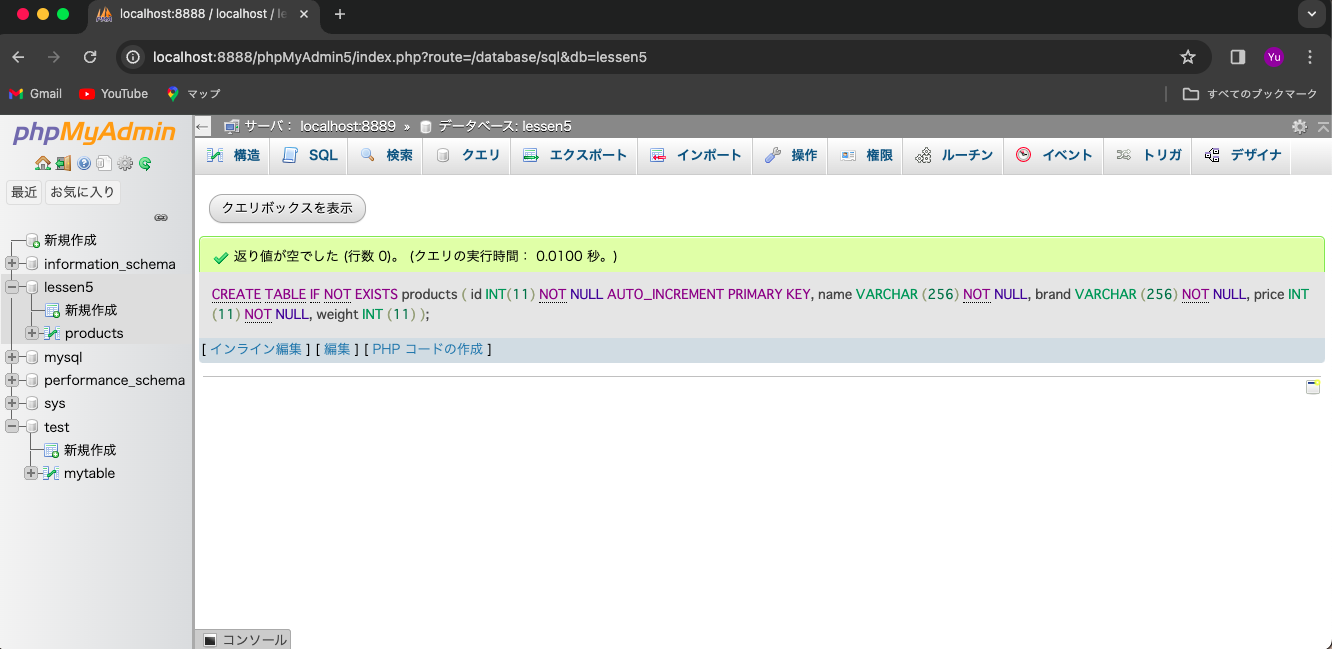 localhost:8888 / localhost / le
localhost:8888/phpMyAdmin5/index.php?route=/database/sql&db=lessen5
Yu
Gmail
YouTube
マップ
すべてのブックマーク
phpMyAdmin
最近
お気に入り
新規作成
information_schema
lessen5
新規作成
products
mysql
performance_schema
sys
test
新規作成
mytable
サーバ： localhost:8889 » データベース: lessen5
構造
SQL
検索
クエリ
エクスポート
インポート
操作
権限
ルーチン
イベント
トリガ
デザイナ
クエリボックスを表示
返り値が空でした (行数 0)。 (クエリの実行時間： 0.0100 秒。)
CREATE TABLE IF NOT EXISTS products ( id INT(11) NOT NULL AUTO_INCREMENT PRIMARY KEY, name VARCHAR (256) NOT NULL, brand VARCHAR (256) NOT NULL, price INT
(11) NOT NULL, weight INT (11) );
[ インライン編集 ] [ 編集 ] [ PHP コードの作成 ]
コンソール